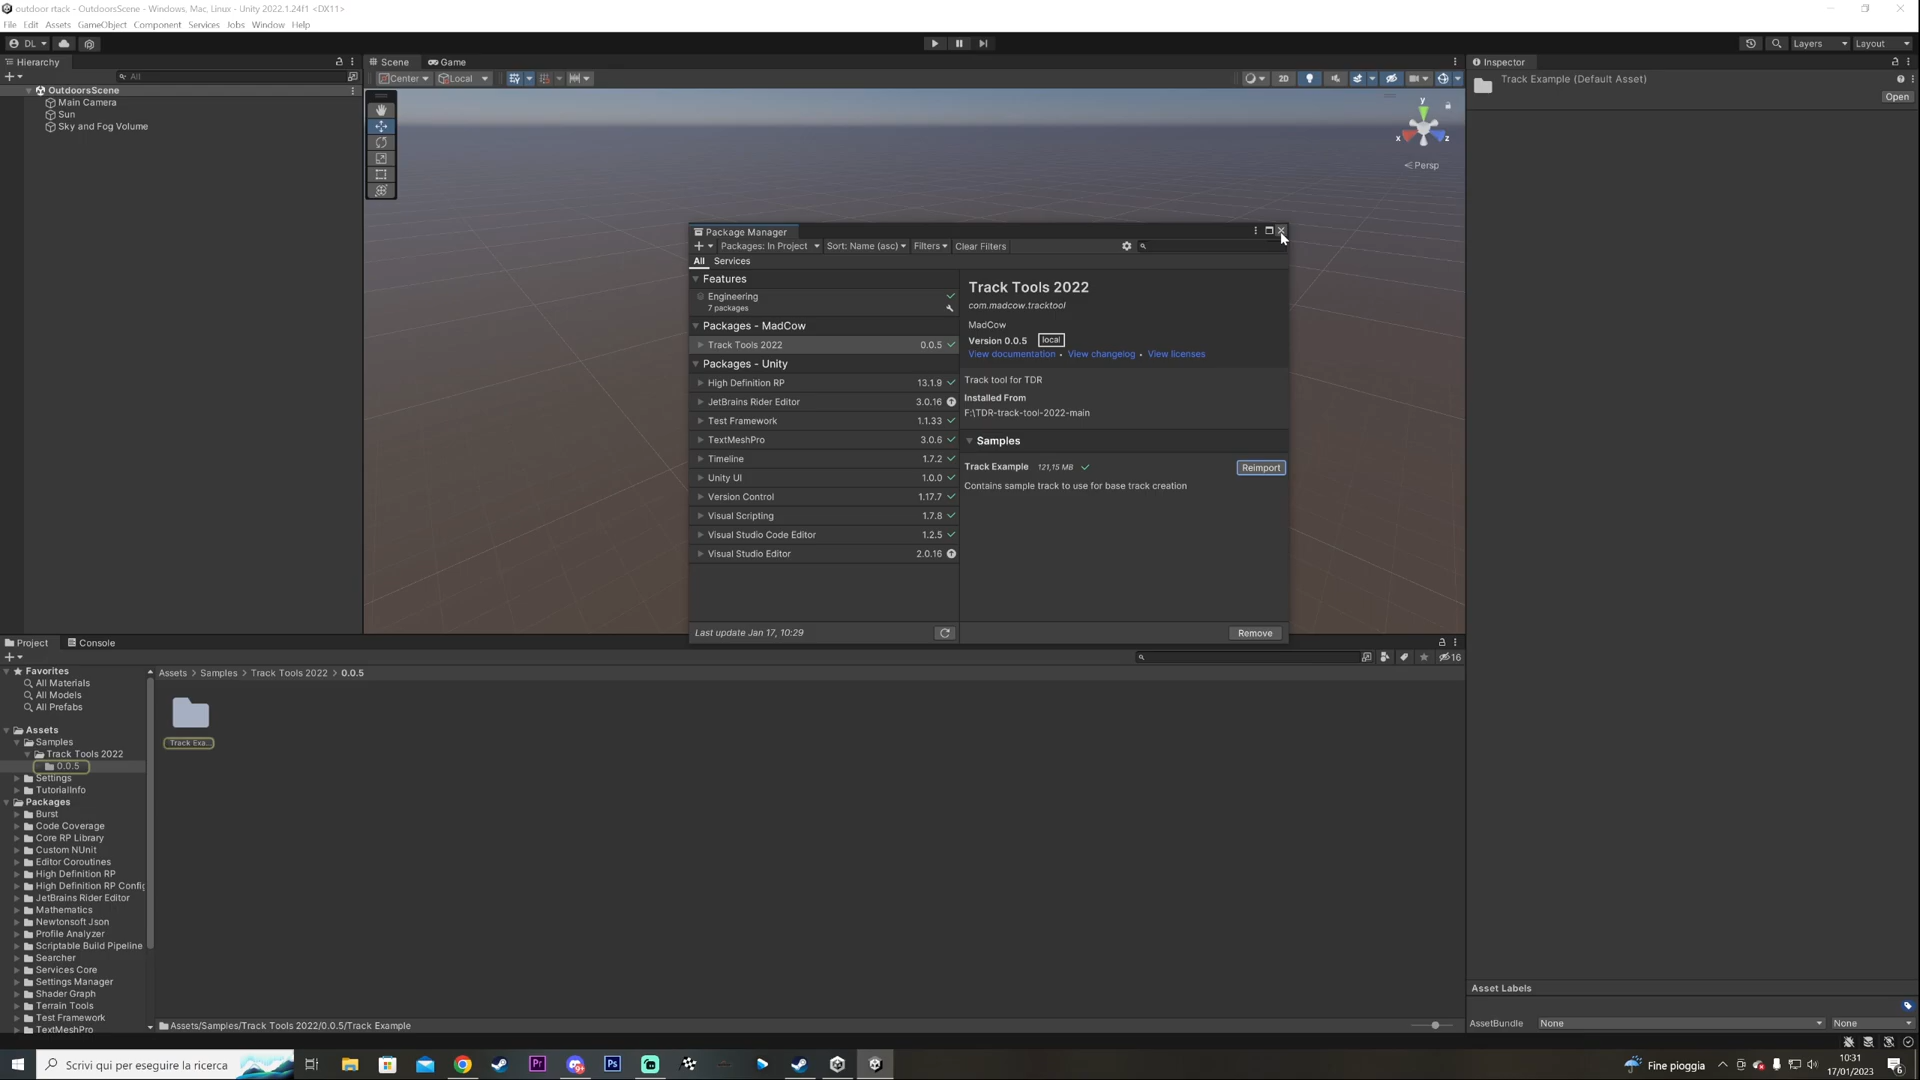 outdoor rtack - OutdoorsScene - Windows, Mac, Linux - Unity 2022.1.24f1 <DX11>
File Edit Assets GameObject Component Services Jobs Window Help
DL Layers Layout
Hierarchy Scene Game Inspector
All Center Local 2D Track Example (Default Asset)
OutdoorsScene Open
Main Camera
Sun
Sky and Fog Volume
y
x z
Persp
Package Manager
Packages: In Project Sort: Name (asc) Filters Clear Filters
All Services
Features
Engineering
7 packages
Packages - MadCow
Track Tools 2022 0.0.5
Packages - Unity
High Definition RP 13.1.9
JetBrains Rider Editor 3.0.16
Test Framework 1.1.33
TextMeshPro 3.0.6
Timeline 1.7.2
Unity UI 1.0.0
Version Control 1.17.7
Visual Scripting 1.7.8
Visual Studio Code Editor 1.2.5
Visual Studio Editor 2.0.16
Last update Jan 17, 10:29
Track Tools 2022
com.madcow.tracktool
MadCow
Version 0.0.5 local
View documentation • View changelog • View licenses
Track tool for TDR
Installed From
F:\TDR-track-tool-2022-main
Samples
Track Example 121,15 MB Reimport
Contains sample track to use for base track creation
Remove
Project Console
16
Favorites
All Materials
All Models
All Prefabs
Assets
Samples
Track Tools 2022
0.0.5
Settings
TutorialInfo
Packages
Burst
Code Coverage
Core RP Library
Custom NUnit
Editor Coroutines
High Definition RP
High Definition RP Config
JetBrains Rider Editor
Mathematics
Newtonsoft Json
Profile Analyzer
Scriptable Build Pipeline
Searcher
Services Core
Settings Manager
Shader Graph
Terrain Tools
Test Framework
TextMeshPro
Assets > Samples > Track Tools 2022 > 0.0.5
Track Exa...
Assets/Samples/Track Tools 2022/0.0.5/Track Example
Asset Labels
AssetBundle None None
Scrivi qui per eseguire la ricerca
Pr Ps
Fine pioggia
10:31
17/01/2023
6